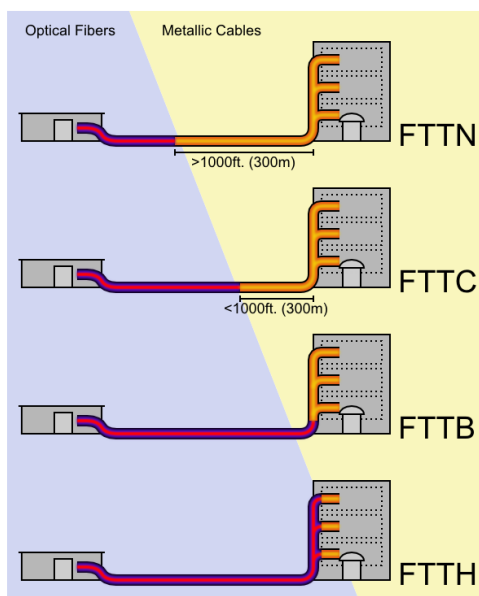 Optical Fibers
Metallic Cables
FTTN
>1000ft. (300m)
FTTC
<1000ft. (300m)
FTTB
FTTH